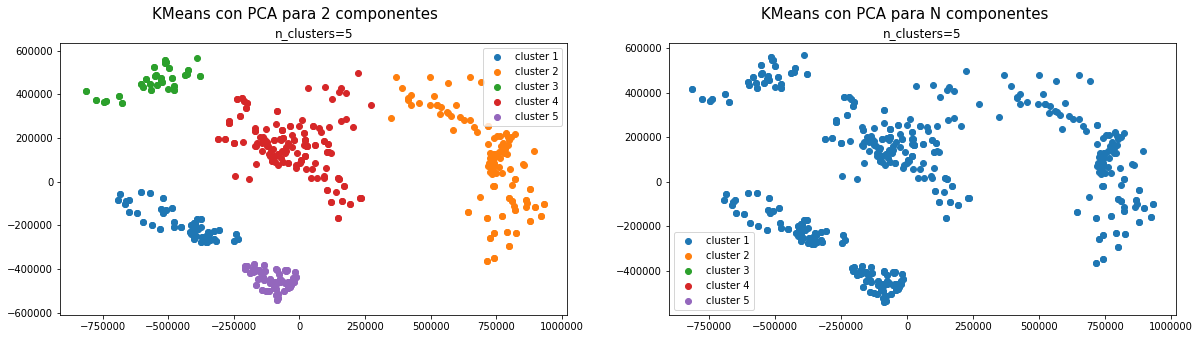 KMeans con PCA para 2 componentes
n_clusters=5
600000
400000
200000
0
−200000
−400000
−600000
−750000
−500000
−250000
0
250000
500000
750000
1000000
cluster 1
cluster 2
cluster 3
cluster 4
cluster 5
KMeans con PCA para N componentes
n_clusters=5
600000
400000
200000
0
−200000
−400000
−750000
−500000
−250000
0
250000
500000
750000
1000000
cluster 1
cluster 2
cluster 3
cluster 4
cluster 5